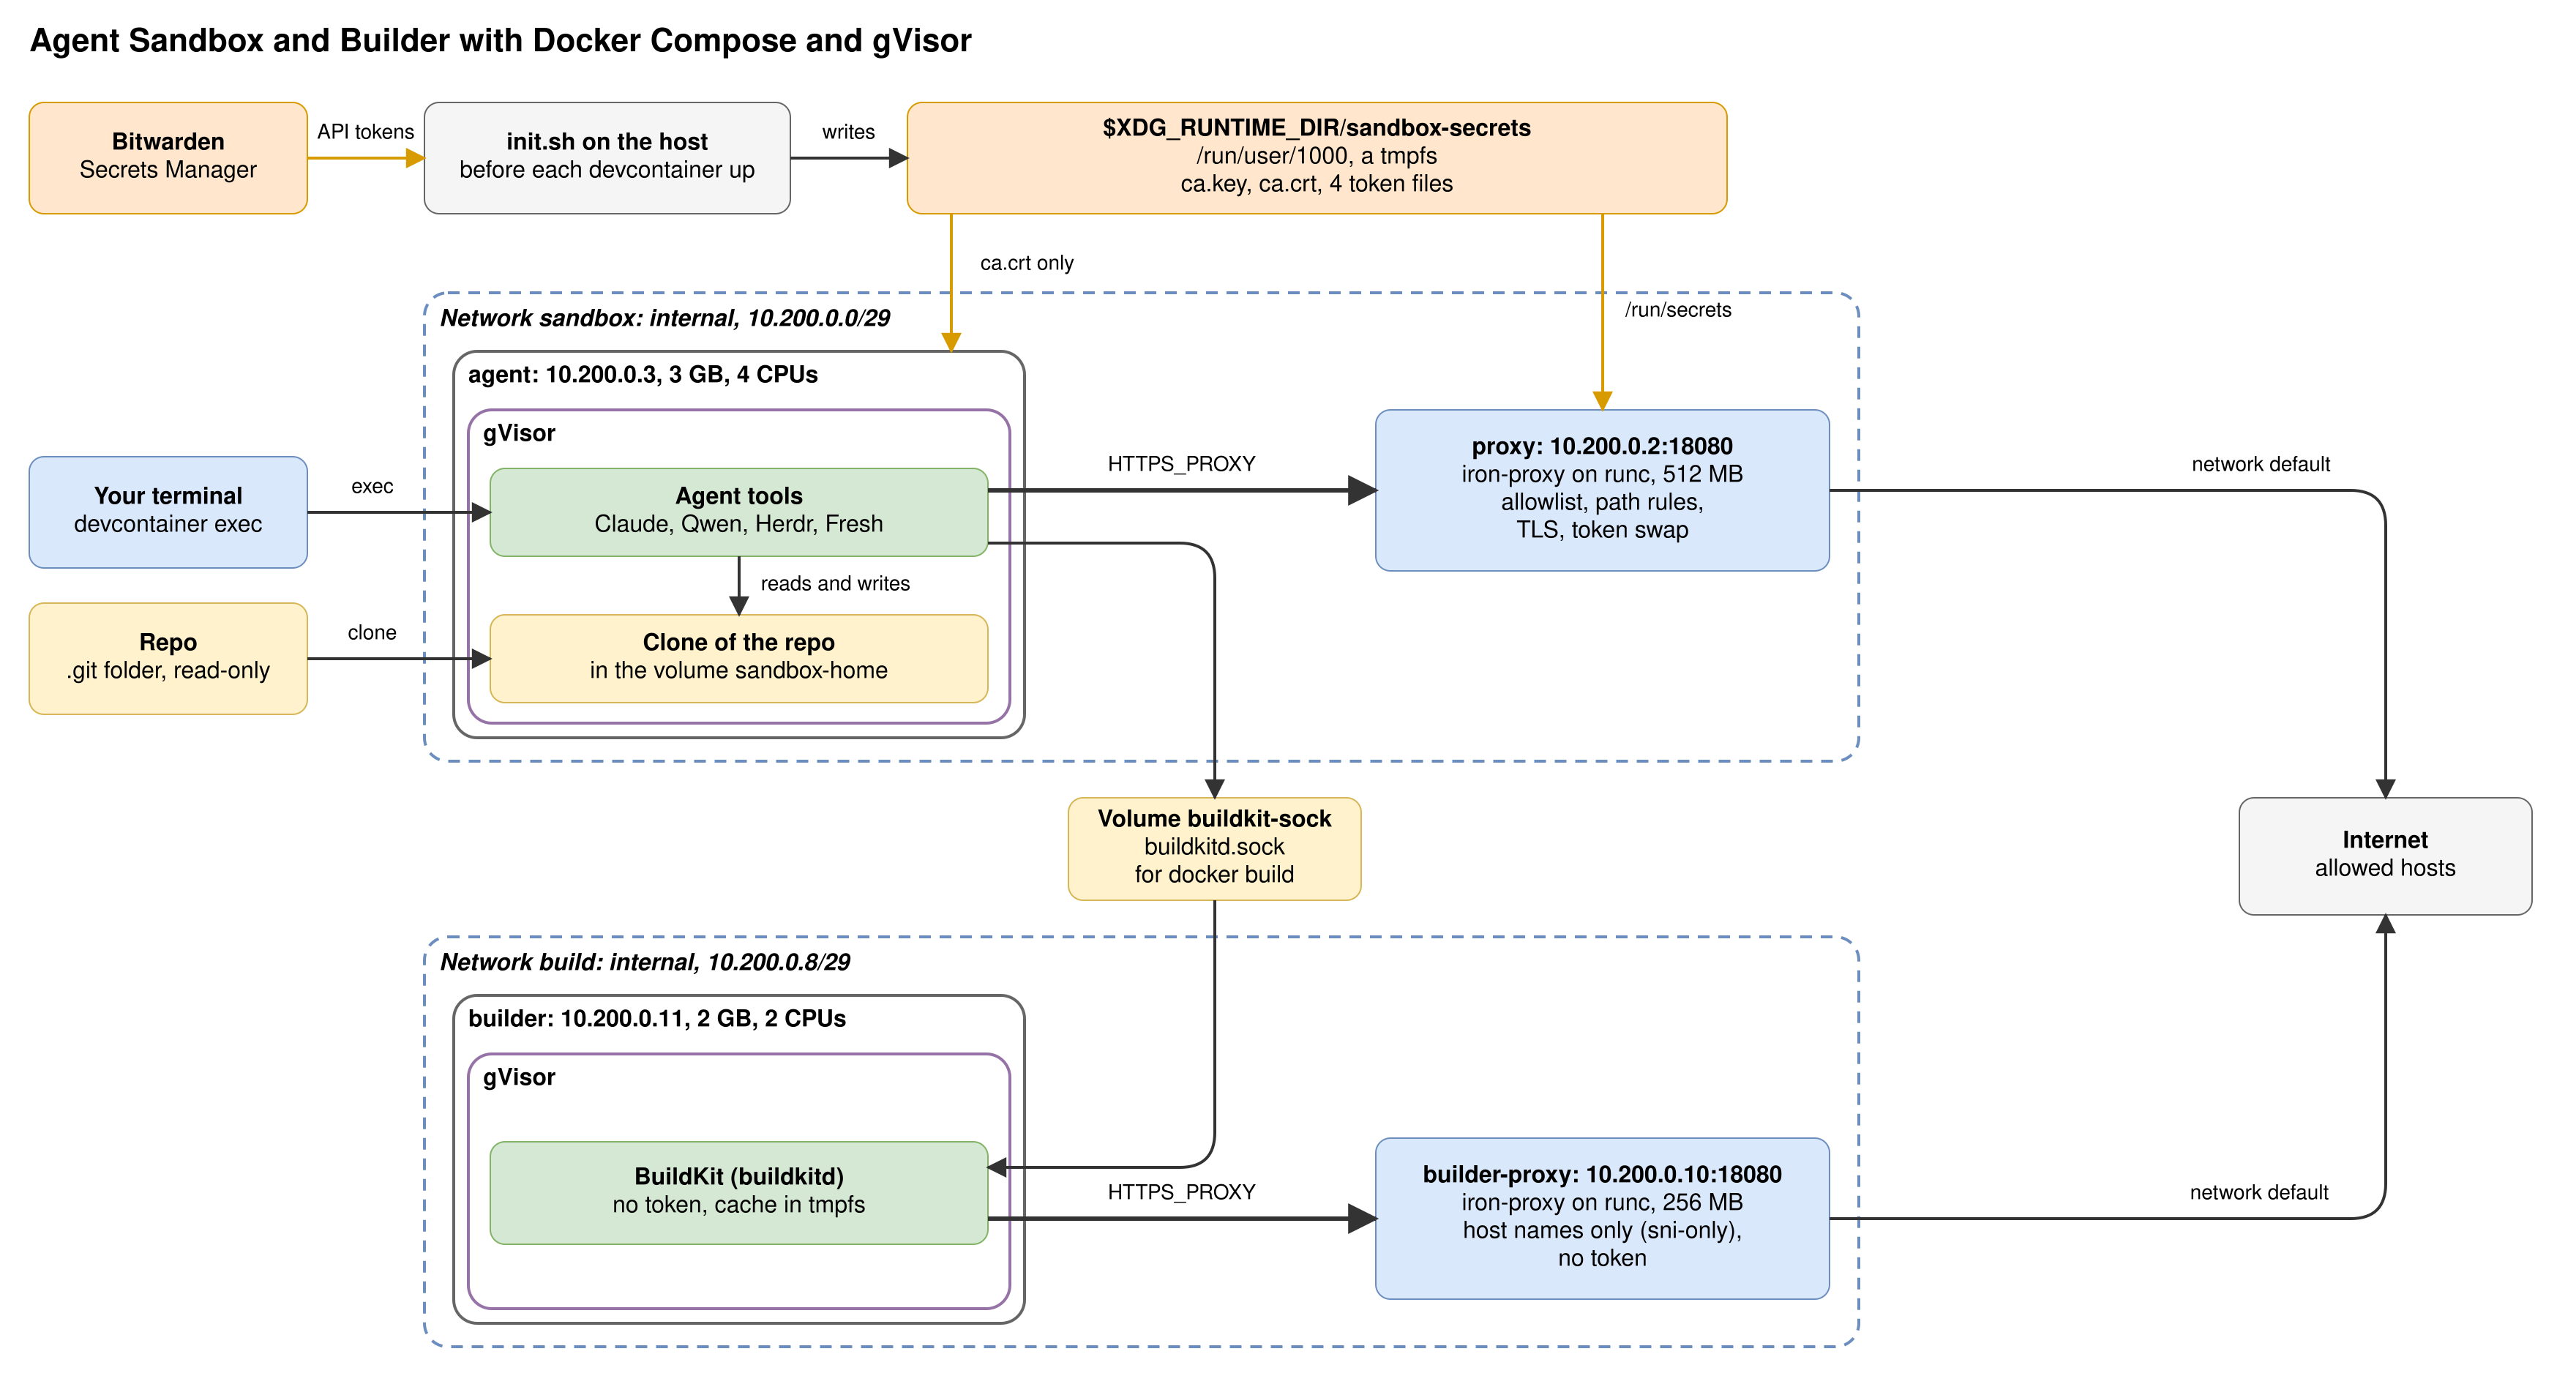 Agent Sandbox and Builder with Docker Compose and gVisor
Bitwarden
Secrets Manager
API tokens
init.sh on the host
before each devcontainer up
writes
$XDG_RUNTIME_DIR/sandbox-secrets
/run/user/1000, a tmpfs
ca.key, ca.crt, 4 token files
ca.crt only
/run/secrets
Network sandbox: internal, 10.200.0.0/29
agent: 10.200.0.3, 3 GB, 4 CPUs
gVisor
Your terminal
devcontainer exec
exec
Agent tools
Claude, Qwen, Herdr, Fresh
HTTPS_PROXY
proxy: 10.200.0.2:18080
iron-proxy on runc, 512 MB
allowlist, path rules,
TLS, token swap
network default
reads and writes
Repo
.git folder, read-only
clone
Clone of the repo
in the volume sandbox-home
Volume buildkit-sock
buildkitd.sock
for docker build
Internet
allowed hosts
Network build: internal, 10.200.0.8/29
builder: 10.200.0.11, 2 GB, 2 CPUs
gVisor
BuildKit (buildkitd)
no token, cache in tmpfs
HTTPS_PROXY
builder-proxy: 10.200.0.10:18080
iron-proxy on runc, 256 MB
host names only (sni-only),
no token
network default